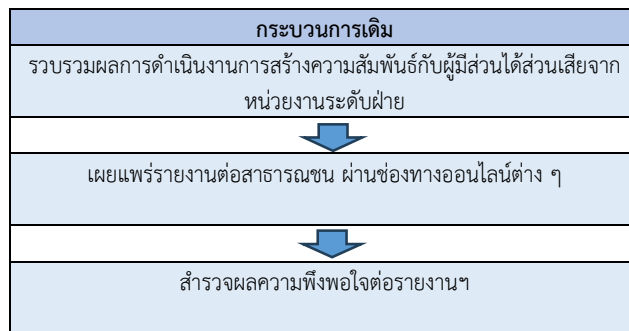 กระบวนการเดิม
รวบรวมผลการดำเนินงานการสร้างความสัมพันธ์กับผู้มีส่วนได้ส่วนเสียจาก
หน่วยงานระดับฝ่าย
เผยแพร่รายงานต่อสาธารณชน ผ่านช่องทางออนไลน์ต่าง ๆ
สำรวจผลความพึงพอใจต่อรายงานฯ